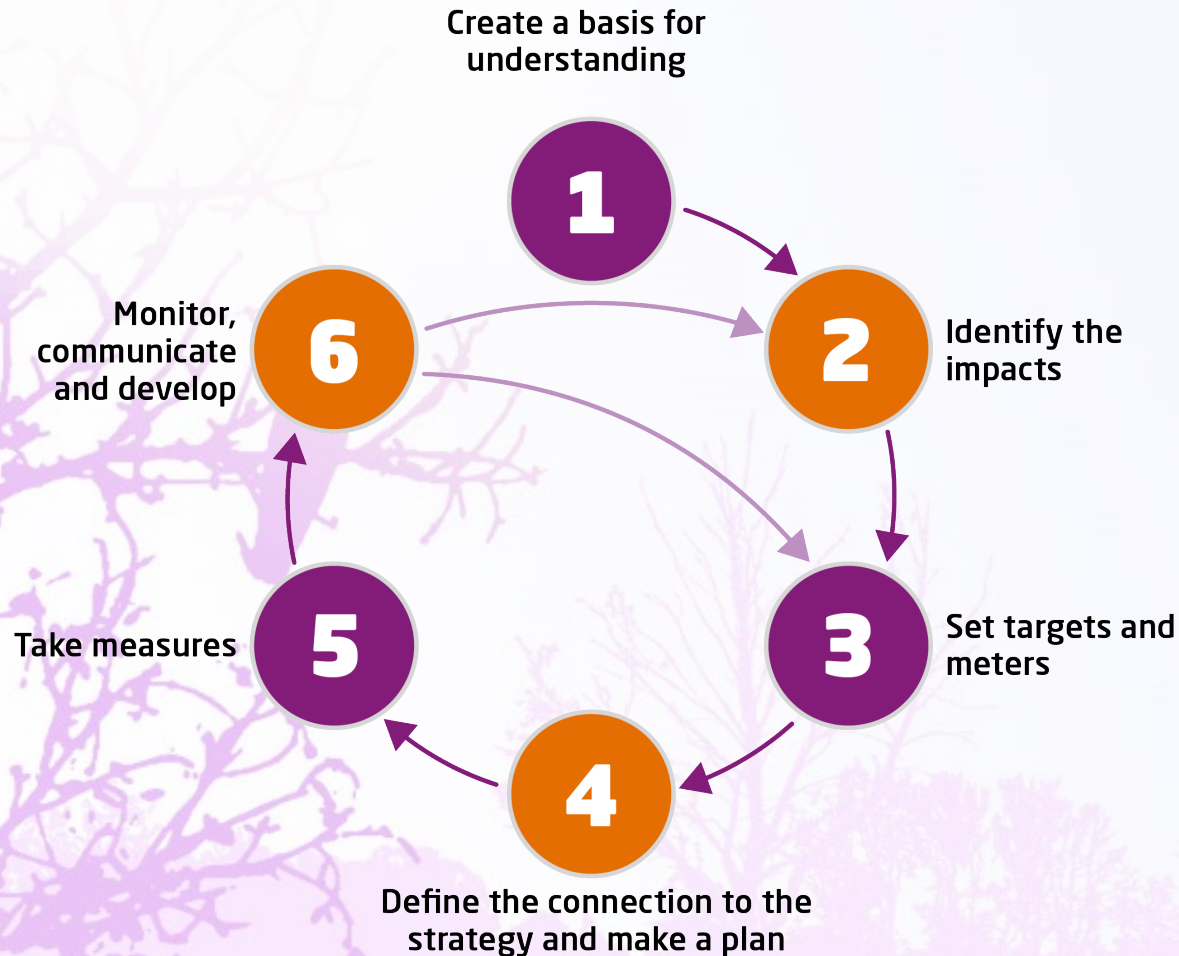 Create a basis for
understanding
1
2
Identify the
impacts
3
Set targets and
meters
4
Define the connection to the
strategy and make a plan
5
Take measures
6
Monitor,
communicate
and develop